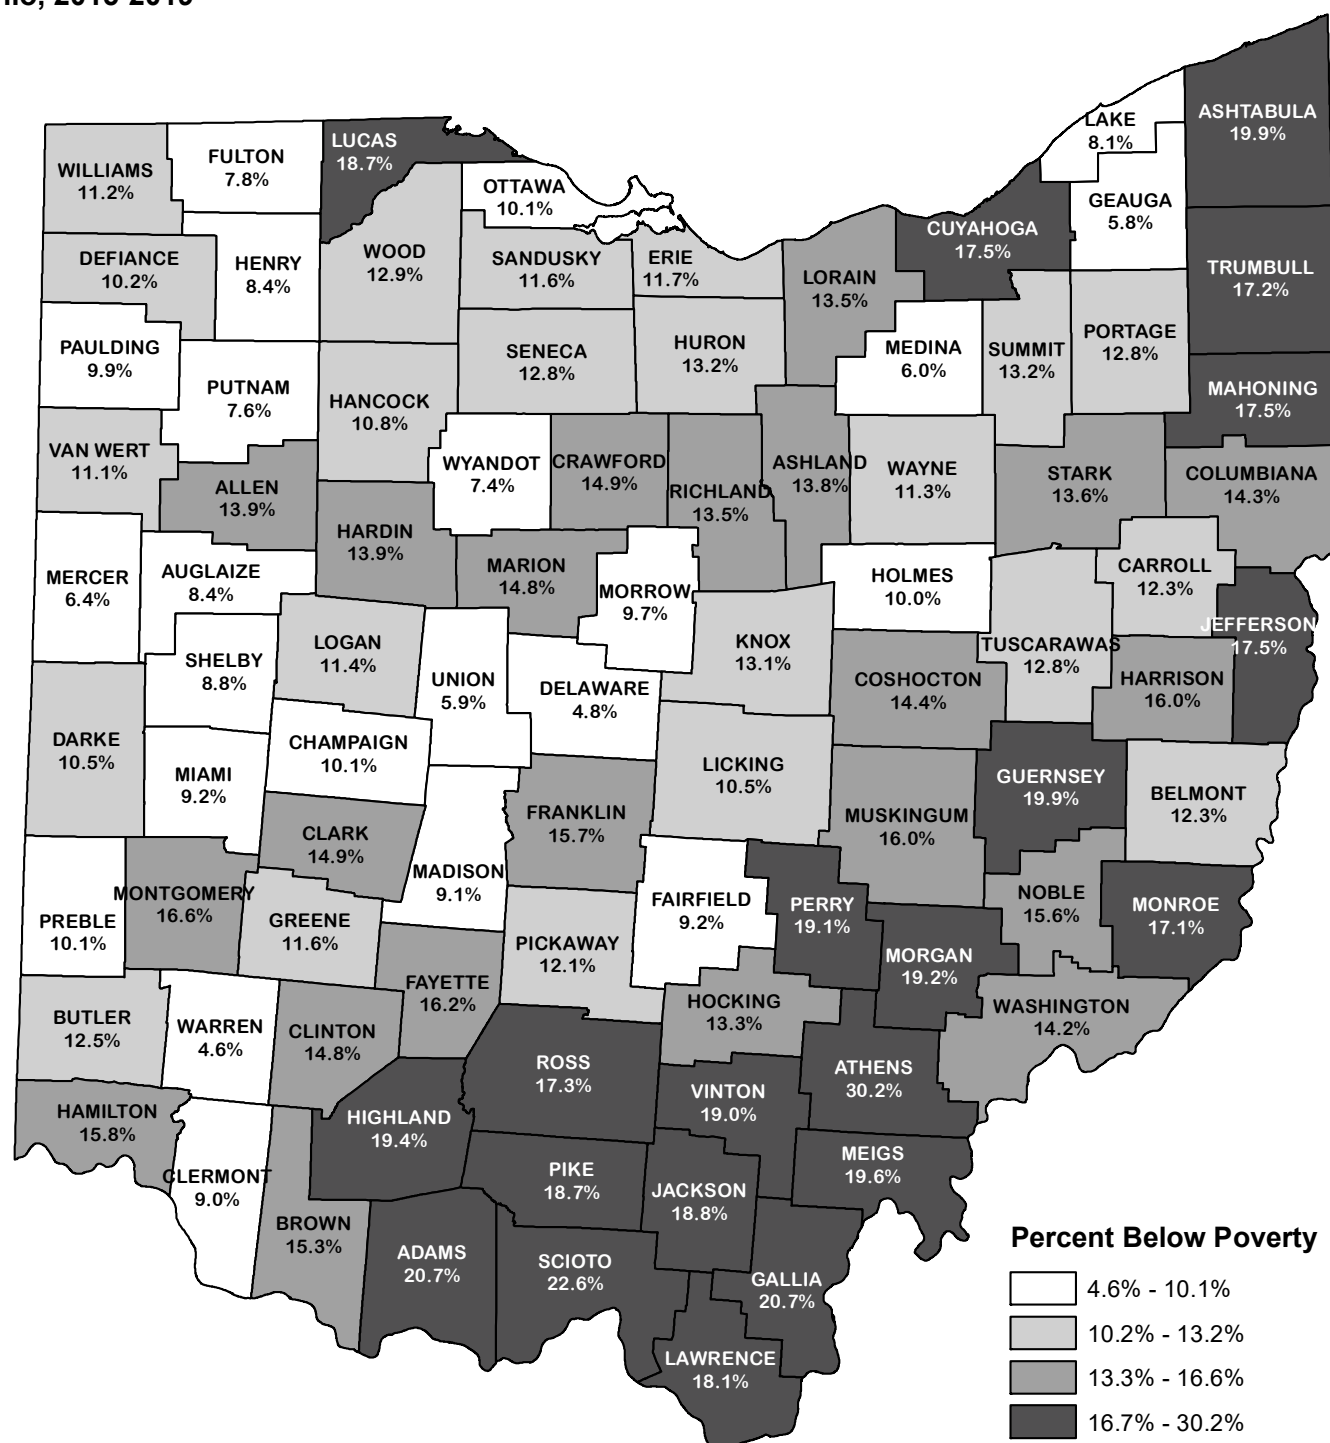 ASHTABULA
19.9%
LAKE
8.1%
LUCAS
18.7%
FULTON
7.8%
WILLIAMS
11.2%
OTTAWA
10.1%
GEAUGA
5.8%
CUYAHOGA
17.5%
WOOD
12.9%
DEFIANCE
10.2%
HENRY
8.4%
SANDUSKY
11.6%
ERIE
11.7%
LORAIN
13.5%
TRUMBULL
17.2%
PAULDING
9.9%
SENECA
12.8%
HURON
13.2%
MEDINA
6.0%
SUMMIT
13.2%
PORTAGE
12.8%
PUTNAM
7.6%
HANCOCK
10.8%
MAHONING
17.5%
VAN WERT
11.1%
WYANDOT
7.4%
CRAWFORD
14.9%
RICHLAND
13.5%
ASHLAND
13.8%
WAYNE
11.3%
STARK
13.6%
COLUMBIANA
14.3%
ALLEN
13.9%
HARDIN
13.9%
MERCER
6.4%
AUGLAIZE
8.4%
MARION
14.8%
MORROW
9.7%
HOLMES
10.0%
CARROLL
12.3%
JEFFERSON
17.5%
LOGAN
11.4%
KNOX
13.1%
TUSCARAWAS
12.8%
SHELBY
8.8%
UNION
5.9%
DELAWARE
4.8%
COSHOCTON
14.4%
HARRISON
16.0%
DARKE
10.5%
CHAMPAIGN
10.1%
MIAMI
9.2%
LICKING
10.5%
GUERNSEY
19.9%
BELMONT
12.3%
FRANKLIN
15.7%
MUSKINGUM
16.0%
CLARK
14.9%
MADISON
9.1%
MONTGOMERY
16.6%
PREBLE
10.1%
GREENE
11.6%
FAIRFIELD
9.2%
PERRY
19.1%
NOBLE
15.6%
MONROE
17.1%
PICKAWAY
12.1%
MORGAN
19.2%
FAYETTE
16.2%
HOCKING
13.3%
WASHINGTON
14.2%
BUTLER
12.5%
WARREN
4.6%
CLINTON
14.8%
ROSS
17.3%
ATHENS
30.2%
VINTON
19.0%
HAMILTON
15.8%
HIGHLAND
19.4%
MEIGS
19.6%
CLERMONT
9.0%
PIKE
18.7%
JACKSON
18.8%
BROWN
15.3%
ADAMS
20.7%
SCIOTO
22.6%
GALLIA
20.7%
LAWRENCE
18.1%
Percent Below Poverty
4.6% - 10.1%
10.2% - 13.2%
13.3% - 16.6%
16.7% - 30.2%